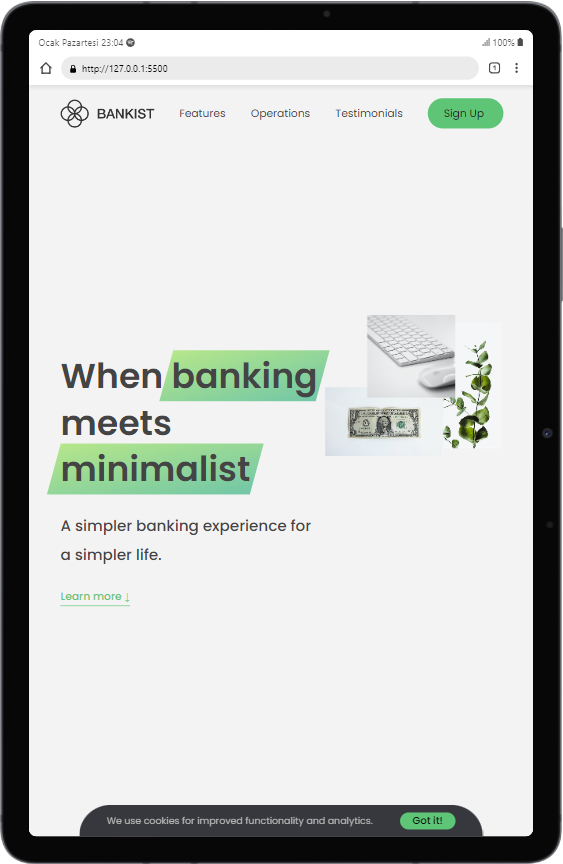 Ocak Pazartesi 23:04 100%
http://127.0.0.1:5500 1
BANKIST Features Operations Testimonials Sign Up
When banking
meets
minimalist
A simpler banking experience for
a simpler life.
Learn more ↓
We use cookies for improved functionality and analytics. Got it!